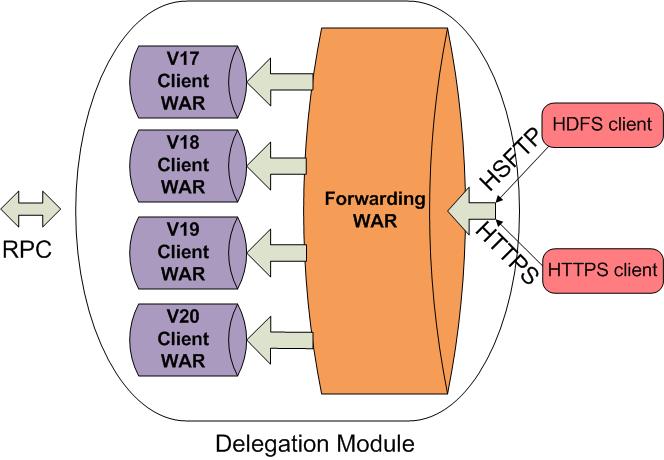 V17
Client
WAR
V18
Client
WAR
V19
Client
WAR
V20
Client
WAR
Forwarding
WAR
HDFS client
HSFTP
HTTPS
HTTPS client
RPC
Delegation Module